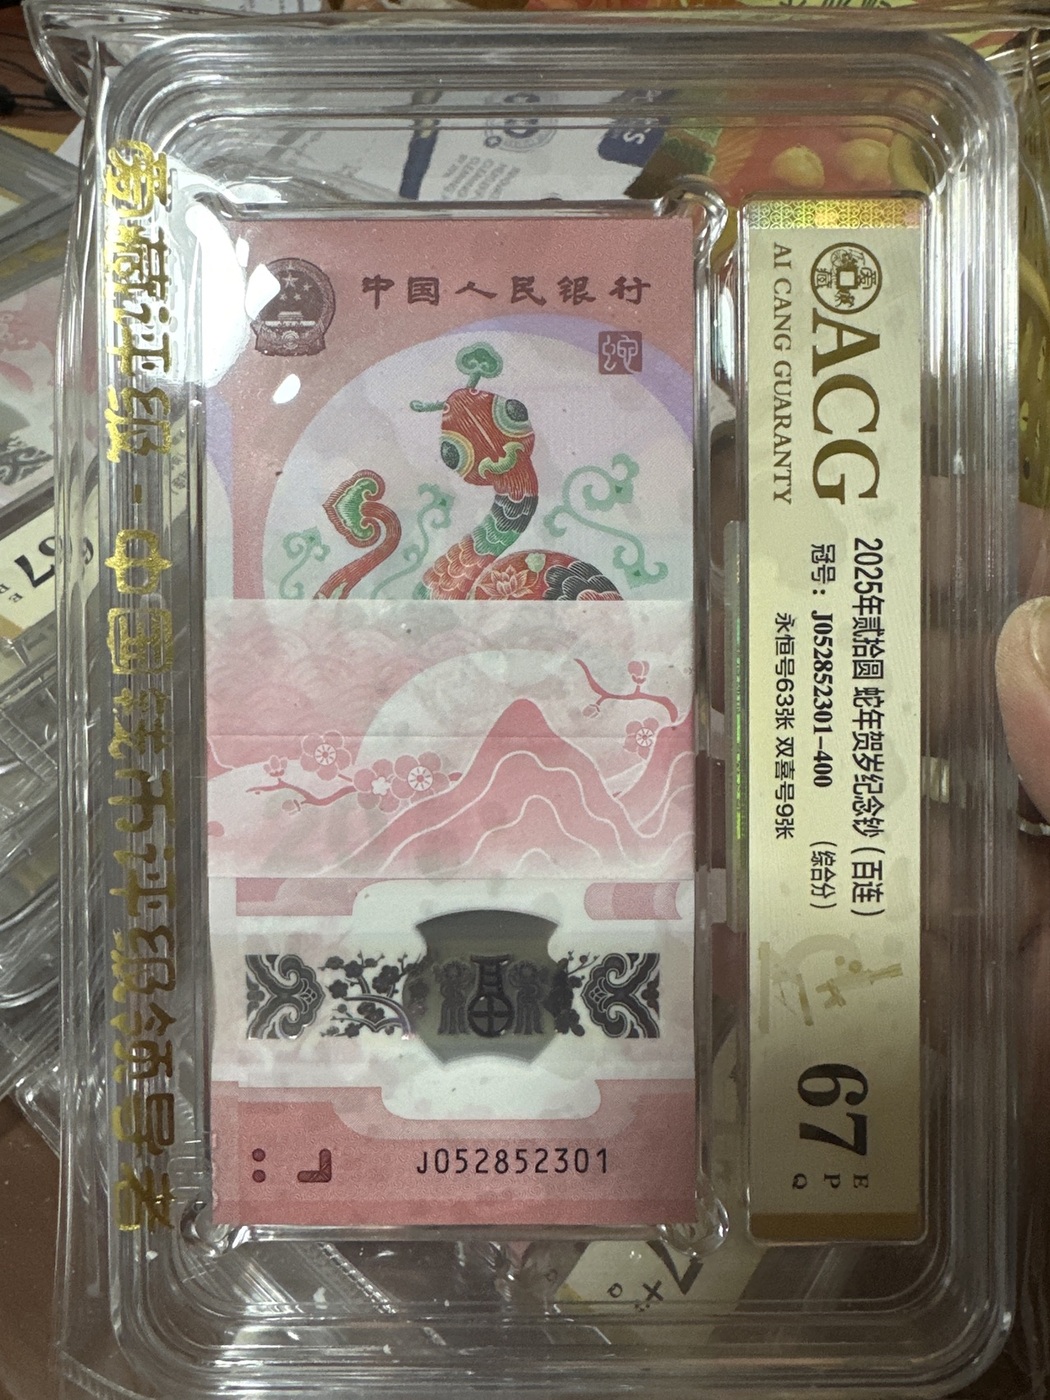 中国人民银行
J052852301
ACG
AI CANG GUARANTY
2025年贰拾圆 蛇年贺岁纪念钞（百连）
冠号：J052852301-400 （综合分）
永恒号63张 双喜号9张
67
EPQ
爱藏评级 - 中国钱币评级领导者
67